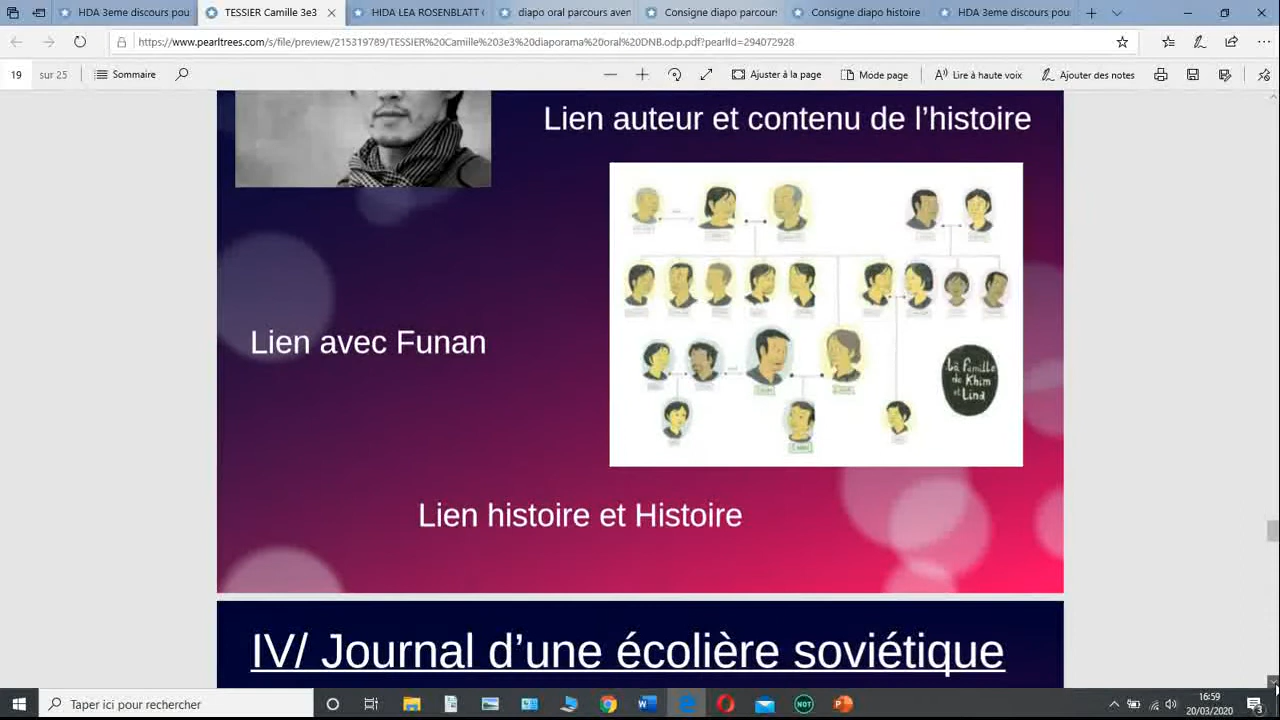 HDA 3eme discours pou
TESSIER Camille 3e3
HIDA LEA ROSENBLATT
diapo oral parcours aven
Consigne diapo parcours
Consigne diapo histoire
HDA 3eme discours pou
https://www.pearltrees.com/s/file/preview/215319789/TESSIER%20Camille%203e3%20diaporama%20oral%20DNB.odp.pdf?pearlId=294072928
19 sur 25
Sommaire
Ajuster à la page
Mode page
Lire à haute voix
Ajouter des notes
Lien auteur et contenu de l’histoire
Lien avec Funan
La famille
de Khim
et Lina
Lien histoire et Histoire
IV/ Journal d’une écolière soviétique
Taper ici pour rechercher
NOT
16:59
20/03/2020
3